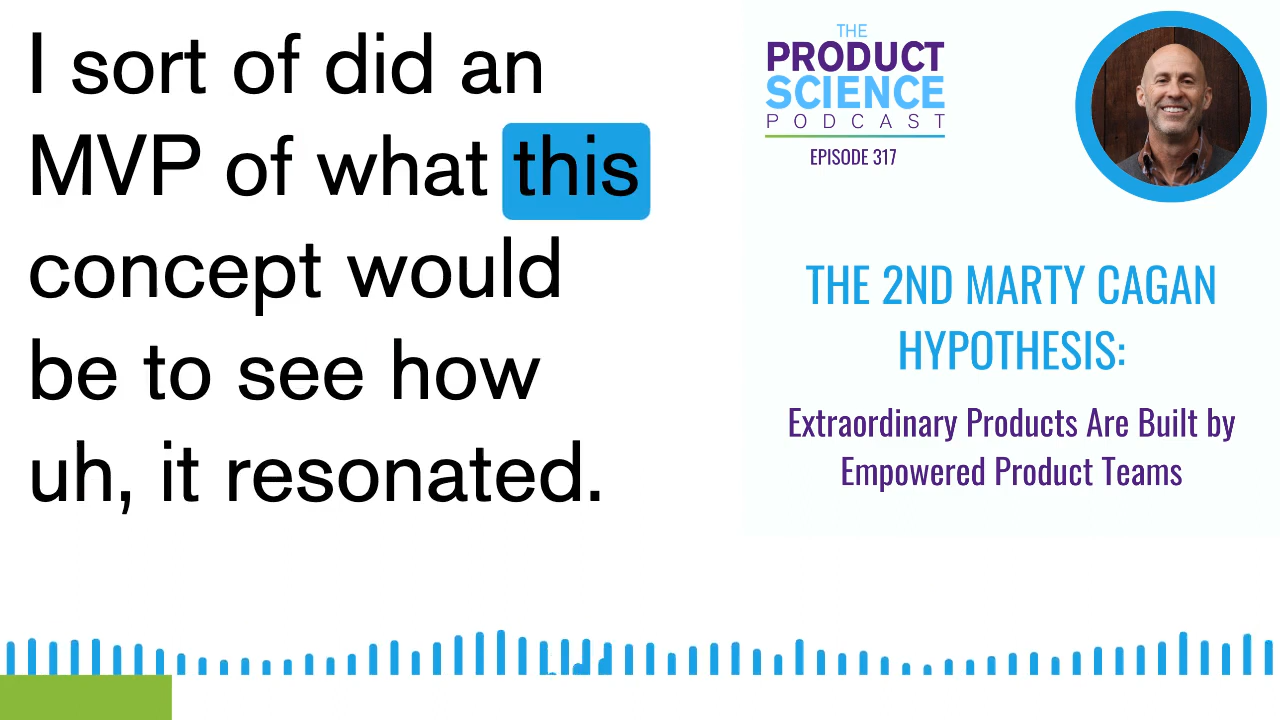 I sort of did an
MVP of what this
concept would
be to see how
uh, it resonated.
THE
PRODUCT
SCIENCE
PODCAST
EPISODE 317
THE 2ND MARTY CAGAN
HYPOTHESIS:
Extraordinary Products Are Built by
Empowered Product Teams